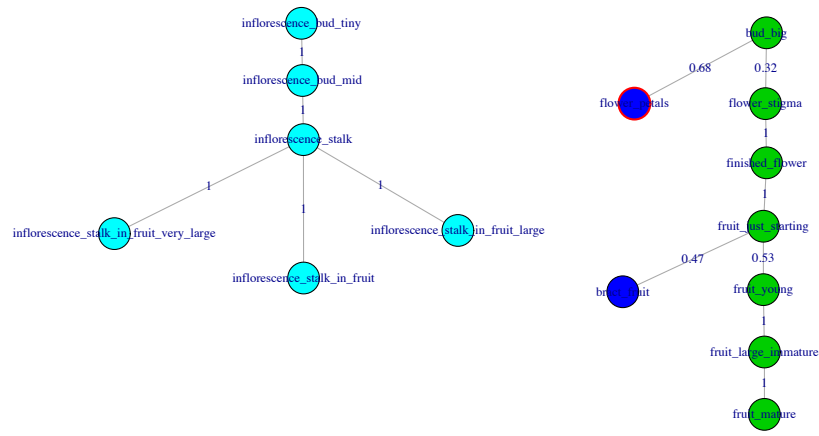 inflorescence_bud_tiny
1
inflorescence_bud_mid
1
inflorescence_stalk
1
1
1
inflorescence_stalk_in_fruit_very_large
inflorescence_stalk_in_fruit_large
inflorescence_stalk_in_fruit
bud_big
0.68
0.32
flower_petals
flower_stigma
1
finished_flower
1
fruit_just_starting
0.47
0.53
fruit_young
1
fruit_large_immature
1
fruit_mature